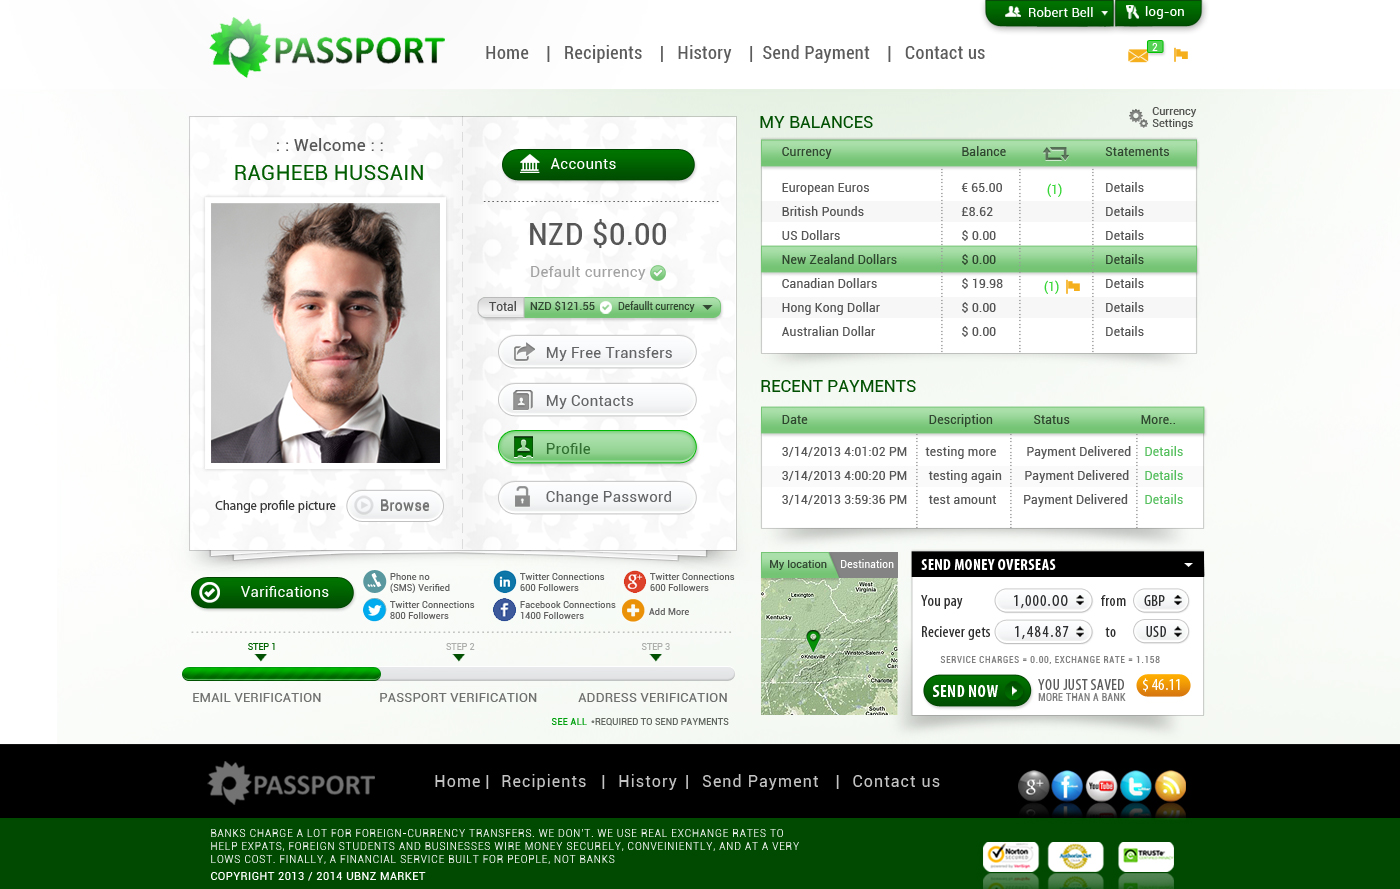 Robert Bell
log-on
PASSPORT
Home | Recipients | History | Send Payment | Contact us
2
: : Welcome : :
RAGHEEB HUSSAIN
Change profile picture
Browse
Accounts
NZD $0.00
Default currency
Total NZD $121.55 Defaullt currency
My Free Transfers
My Contacts
Profile
Change Password
MY BALANCES
Currency
Settings
Currency Balance Statements
European Euros € 65.00 (1) Details
British Pounds £8.62 Details
US Dollars $ 0.00 Details
New Zealand Dollars $ 0.00 Details
Canadian Dollars $ 19.98 (1) Details
Hong Kong Dollar $ 0.00 Details
Australian Dollar $ 0.00 Details
RECENT PAYMENTS
Date Description Status More..
3/14/2013 4:01:02 PM testing more Payment Delivered Details
3/14/2013 4:00:20 PM testing again Payment Delivered Details
3/14/2013 3:59:36 PM test amount Payment Delivered Details
Varifications
Phone no
(SMS) Verified
Twitter Connections
600 Followers
Twitter Connections
600 Followers
Twitter Connections
800 Followers
Facebook Connections
1400 Followers
Add More
STEP 1 STEP 2 STEP 3
EMAIL VERIFICATION PASSPORT VERIFICATION ADDRESS VERIFICATION
SEE ALL *REQUIRED TO SEND PAYMENTS
My location Destination
West
Virginia
Lexington
Kentucky
Knoxville
Winston-Salem
Charlotte
South
Carolina
SEND MONEY OVERSEAS
You pay 1,000.00 from GBP
Reciever gets 1,484.87 to USD
SERVICE CHARGES = 0.00, EXCHANGE RATE = 1.158
SEND NOW
YOU JUST SAVED
MORE THAN A BANK
$ 46.11
PASSPORT
Home | Recipients | History | Send Payment | Contact us
g+
f
You Tube
t
BANKS CHARGE A LOT FOR FOREIGN-CURRENCY TRANSFERS. WE DON'T. WE USE REAL EXCHANGE RATES TO
HELP EXPATS, FOREIGN STUDENTS AND BUSINESSES WIRE MONEY SECURELY, CONVEINIENTLY, AND AT A VERY
LOWS COST. FINALLY, A FINANCIAL SERVICE BUILT FOR PEOPLE, NOT BANKS
COPYRIGHT 2013 / 2014 UBNZ MARKET
Norton
SECURED
Authorize.Net
TRUSTe